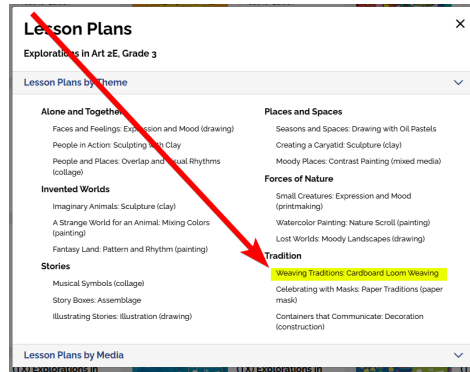 Lesson Plans
×
Explorations in Art 2E, Grade 3
Lesson Plans by Theme
Alone and Together
Faces and Feelings: Expression and Mood (drawing)
People in Action: Sculpting with Clay
People and Places: Overlap and Visual Rhythms
(collage)
Invented Worlds
Imaginary Animals: Sculpture (clay)
A Strange World for an Animal: Mixing Colors
(painting)
Fantasy Land: Pattern and Rhythm (painting)
Stories
Musical Symbols (collage)
Story Boxes: Assemblage
Illustrating Stories: Illustration (drawing)
Places and Spaces
Seasons and Spaces: Drawing with Oil Pastels
Creating a Caryatid: Sculpture (clay)
Moody Places: Contrast Painting (mixed media)
Forces of Nature
Small Creatures: Expression and Mood
(printmaking)
Watercolor Painting: Nature Scroll (painting)
Lost Worlds: Moody Landscapes (drawing)
Tradition
Weaving Traditions: Cardboard Loom Weaving
Celebrating with Masks: Paper Traditions (paper
mask)
Containers that Communicate: Decoration
(construction)
Lesson Plans by Media
Explorations in
Explorations in